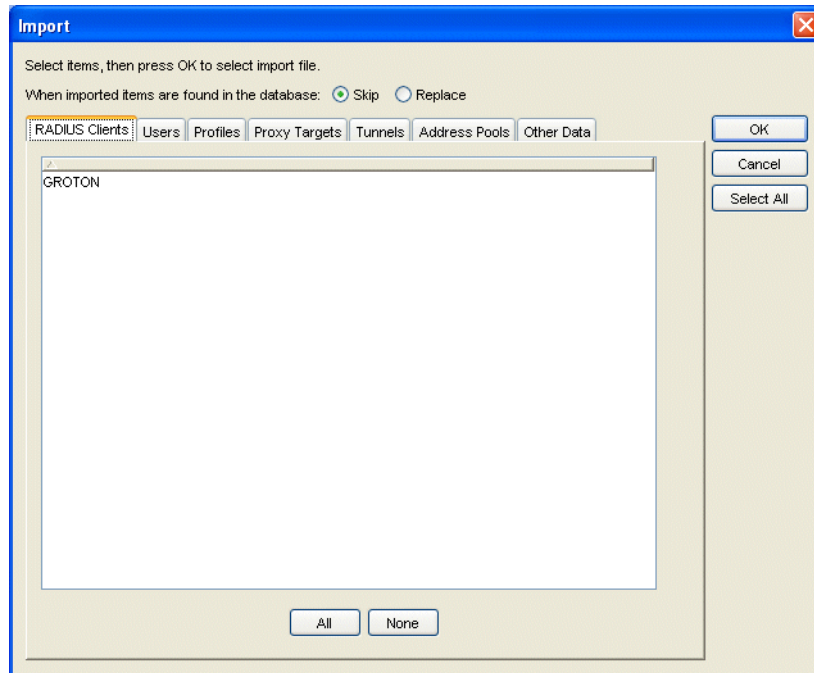 Import
Select items, then press OK to select import file.
When imported items are found in the database: Skip Replace
RADIUS Clients Users Profiles Proxy Targets Tunnels Address Pools Other Data
OK
Cancel
Select All
GROTON
All None